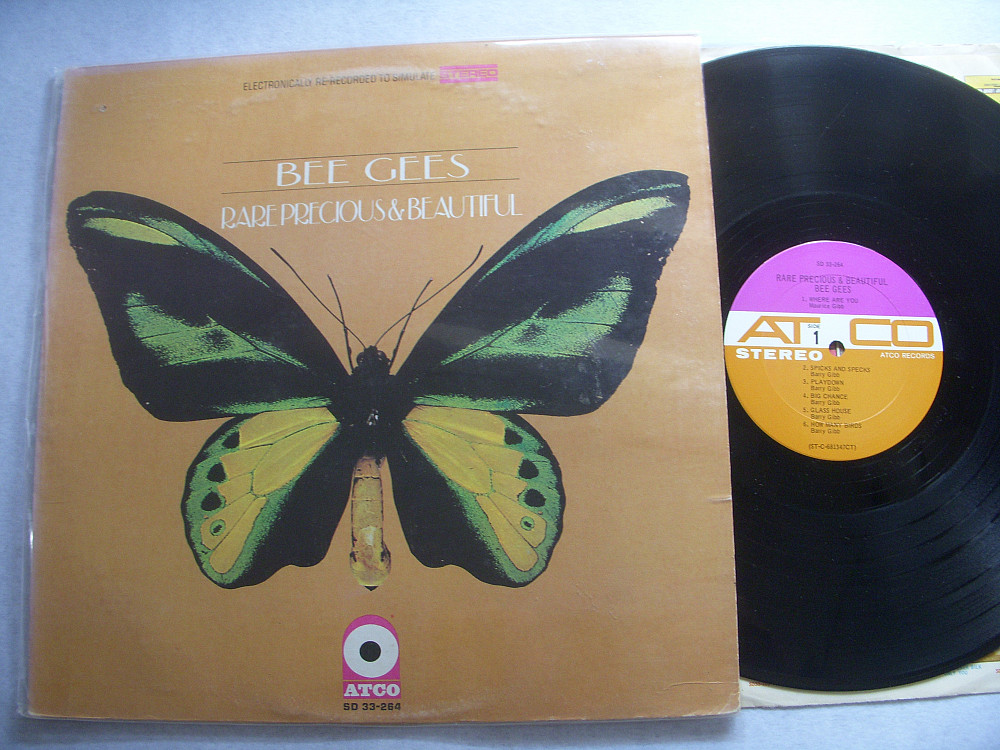 ELECTRONICALLY RE-RECORDED TO SIMULATE STEREO
BEE GEES
RARE PRECIOUS & BEAUTIFUL
ATCO
SD 33-264
SD 33-264
RARE PRECIOUS & BEAUTIFUL
BEE GEES
1. WHERE ARE YOU
Maurice Gibb
ATCO
SIDE
1
STEREO
ATCO RECORDS
2. SPICKS AND SPECKS
Barry Gibb
3. PLAYDOWN
Barry Gibb
4. BIG CHANCE
Barry Gibb
5. GLASS HOUSE
Barry Gibb
6. HOW MANY BIRDS
Barry Gibb
(ST-C-681347CT)